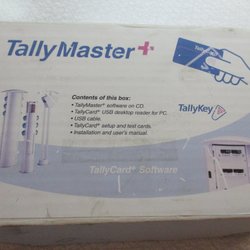 TallyMaster+
TallyCard
Contents of this box:
• TallyMaster® software on CD.
• TallyCard® USB desktop reader for PC.
• USB cable.
• TallyCard® setup and test cards.
• Installation and user's manual.
TallyKey
TallyCard® Software